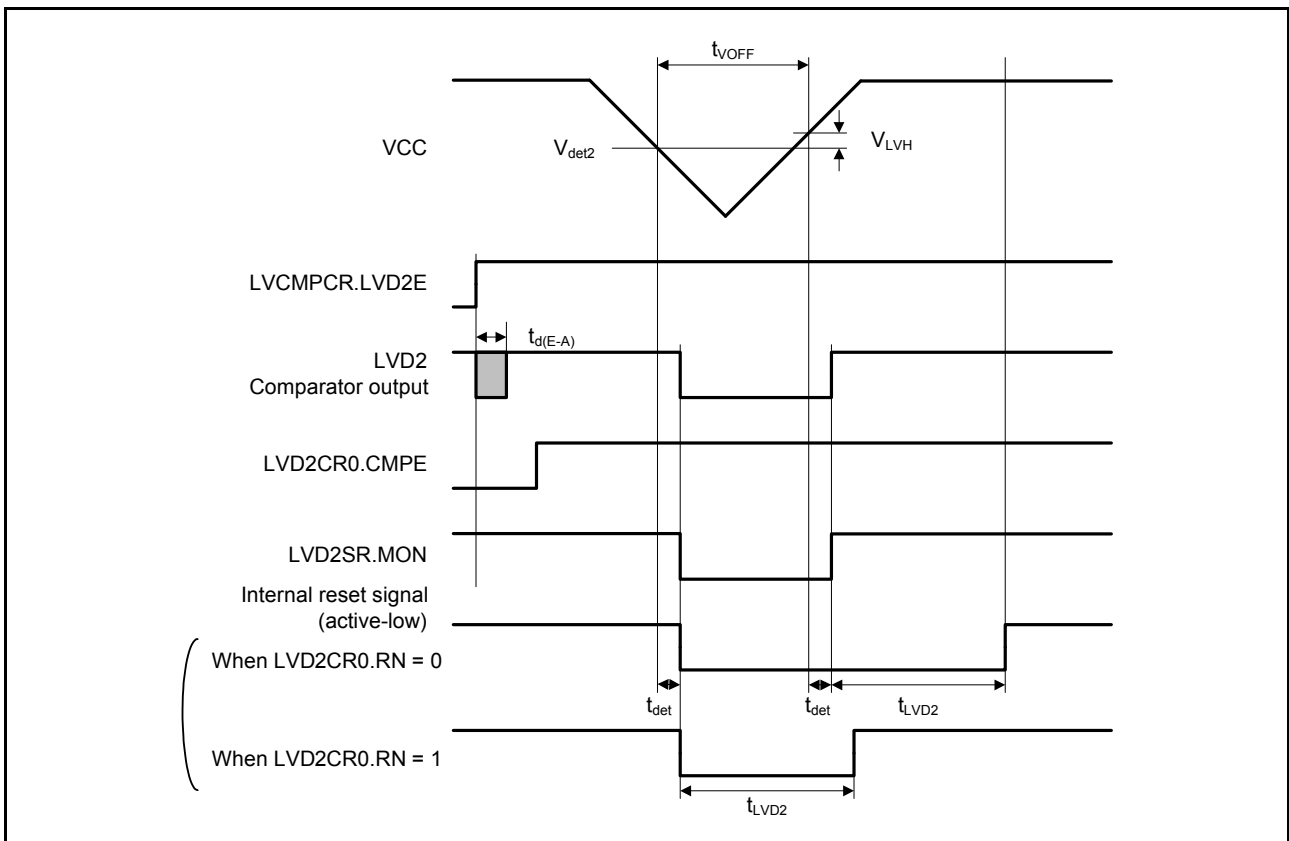 tVOFF
VCC
Vdet2
VLVH
LVCMPCR.LVD2E
td(E-A)
LVD2
Comparator output
LVD2CR0.CMPE
LVD2SR.MON
Internal reset signal
(active-low)
When LVD2CR0.RN = 0
tdet
tdet
tLVD2
When LVD2CR0.RN = 1
tLVD2